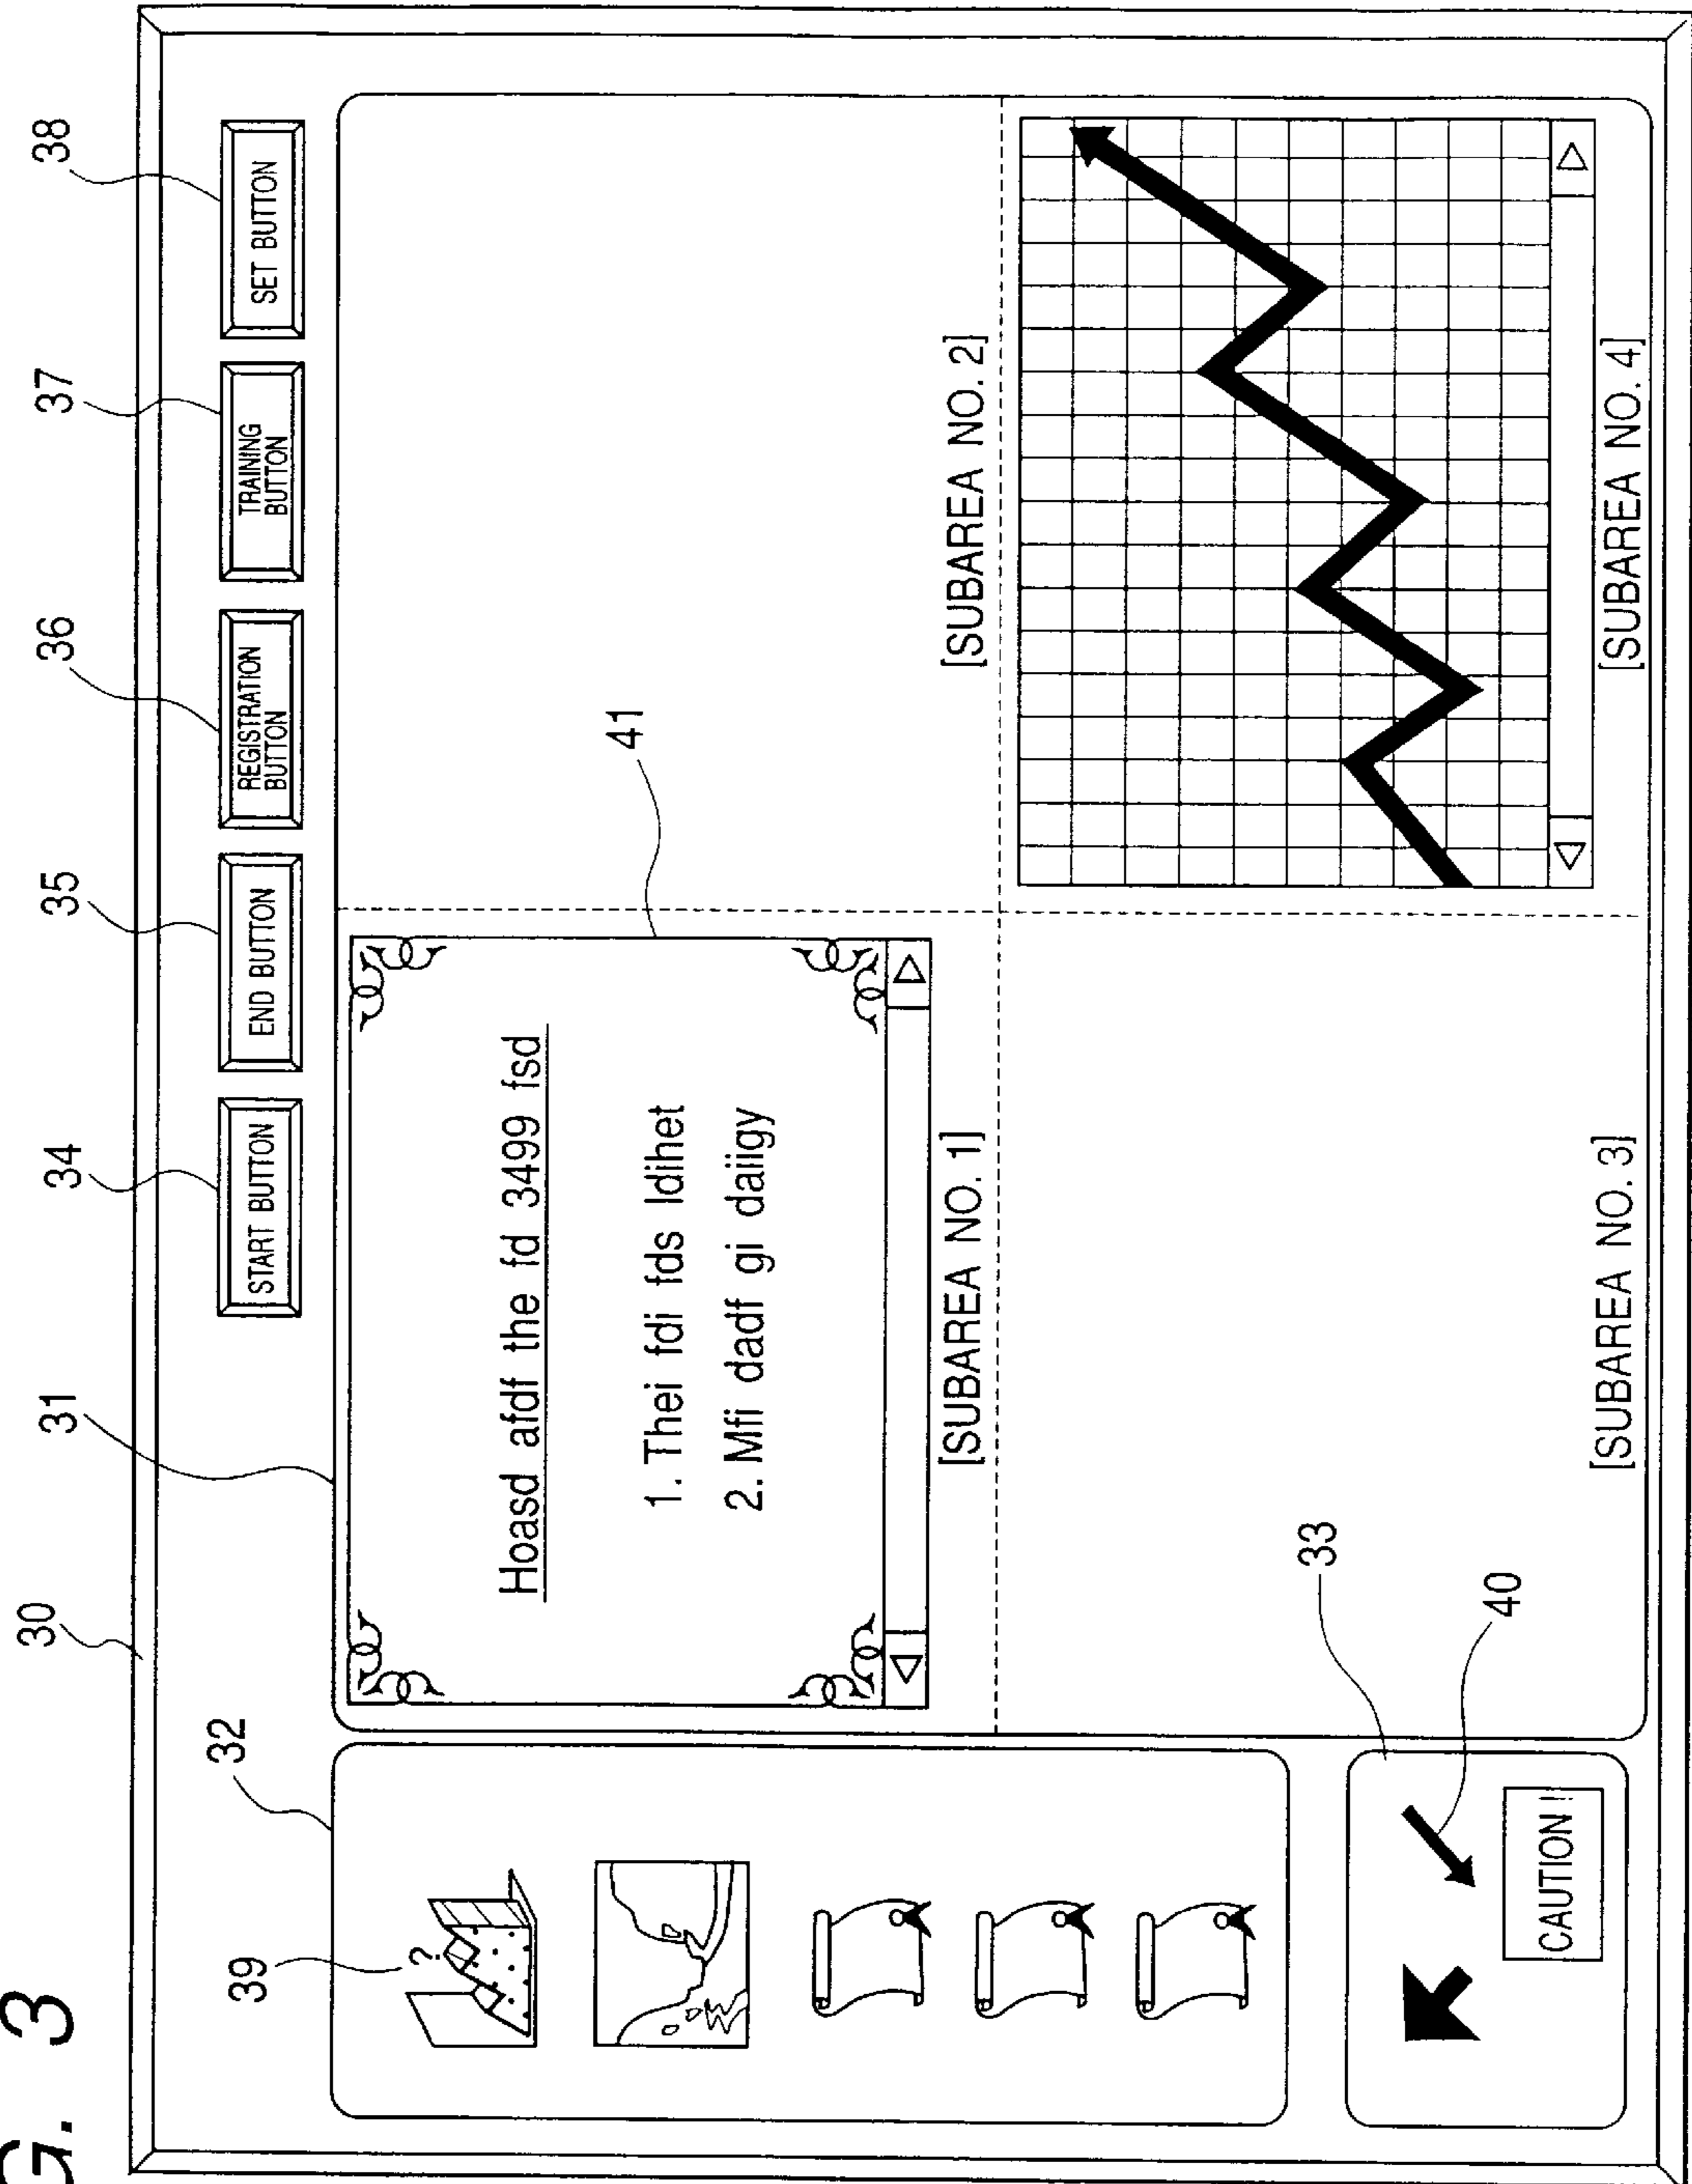 G. 3
30
31
34
35
36
37
38
START BUTTON
END BUTTON
REGISTRATION
BUTTON
TRAINING
BUTTON
SET BUTTON
32
39
?
Hoasd afdf the fd 3499 fsd
1. Thei fdi fds ldihet
2. Mfi dadf gi daiigy
41
[SUBAREA NO. 1]
[SUBAREA NO. 2]
33
40
CAUTION !
[SUBAREA NO. 3]
[SUBAREA NO. 4]